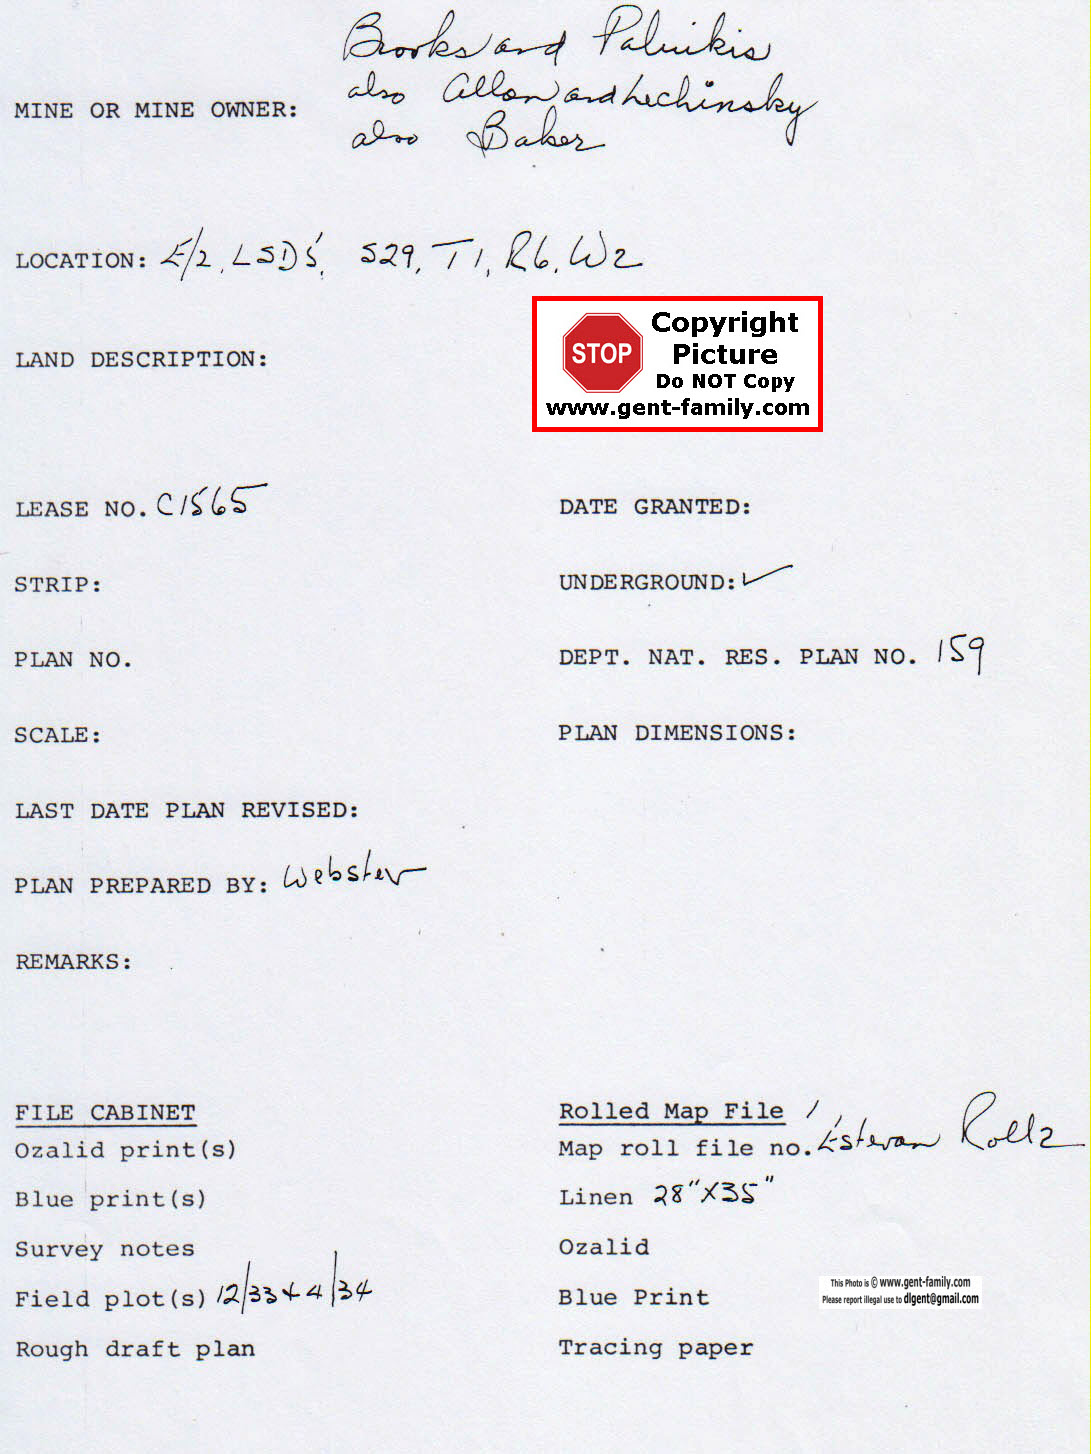 Brooks and Palnikis
also Allan and Lechinsky
MINE OR MINE OWNER:
also Baker
LOCATION: E/2, LSD's, S29, T1, R6, W2
STOP
Copyright
Picture
Do NOT Copy
www.gent-family.com
LAND DESCRIPTION:
LEASE NO. C1565 DATE GRANTED:
STRIP: UNDERGROUND: ✓
PLAN NO. DEPT. NAT. RES. PLAN NO. 159
SCALE: PLAN DIMENSIONS:
LAST DATE PLAN REVISED:
PLAN PREPARED BY: Webster
REMARKS:
FILE CABINET Rolled Map File /
Ozalid print(s) Map roll file no. Estevan Roll 2
Blue print(s) Linen 28" X 35"
Survey notes Ozalid
Field plot(s) 12/33 + 4/34 Blue Print
This Photo is © www.gent-family.com
Please report illegal use to dlgent@gmail.com
Rough draft plan Tracing paper